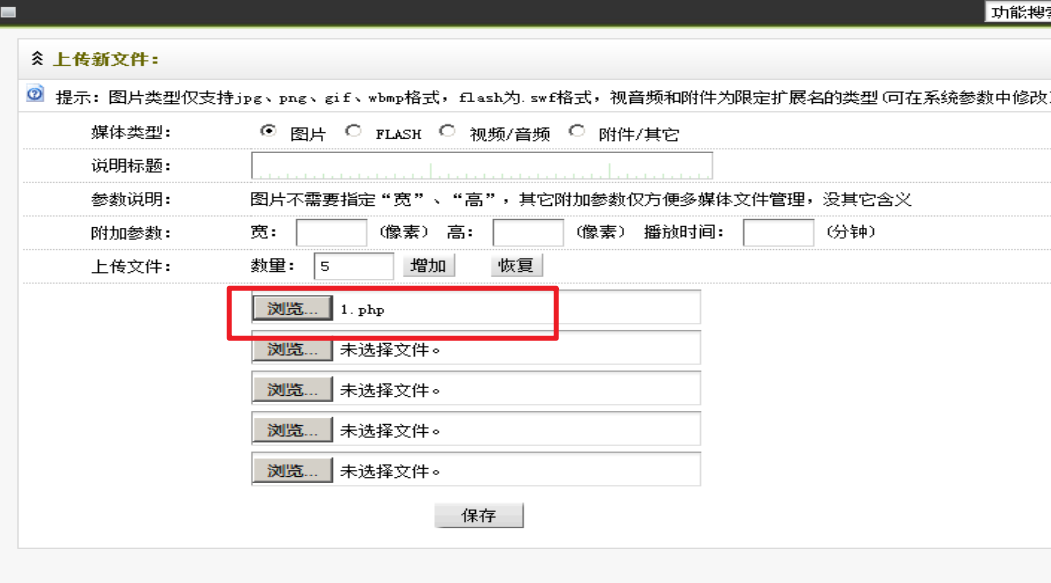 功能搜索
上传新文件：
提示：图片类型仅支持jpg、png、gif、wbmp格式，flash为.swf格式，视音频和附件为限定扩展名的类型(可在系统参数中修改
媒体类型： 图片 FLASH 视频/音频 附件/其它
说明标题：
参数说明： 图片不需要指定“宽”、“高”，其它附加参数仅方便多媒体文件管理，没其它含义
附加参数： 宽： (像素) 高： (像素) 播放时间： (分钟)
上传文件： 数量： 5 增加 恢复
浏览... 1.php
浏览... 未选择文件。
浏览... 未选择文件。
浏览... 未选择文件。
浏览... 未选择文件。
保存